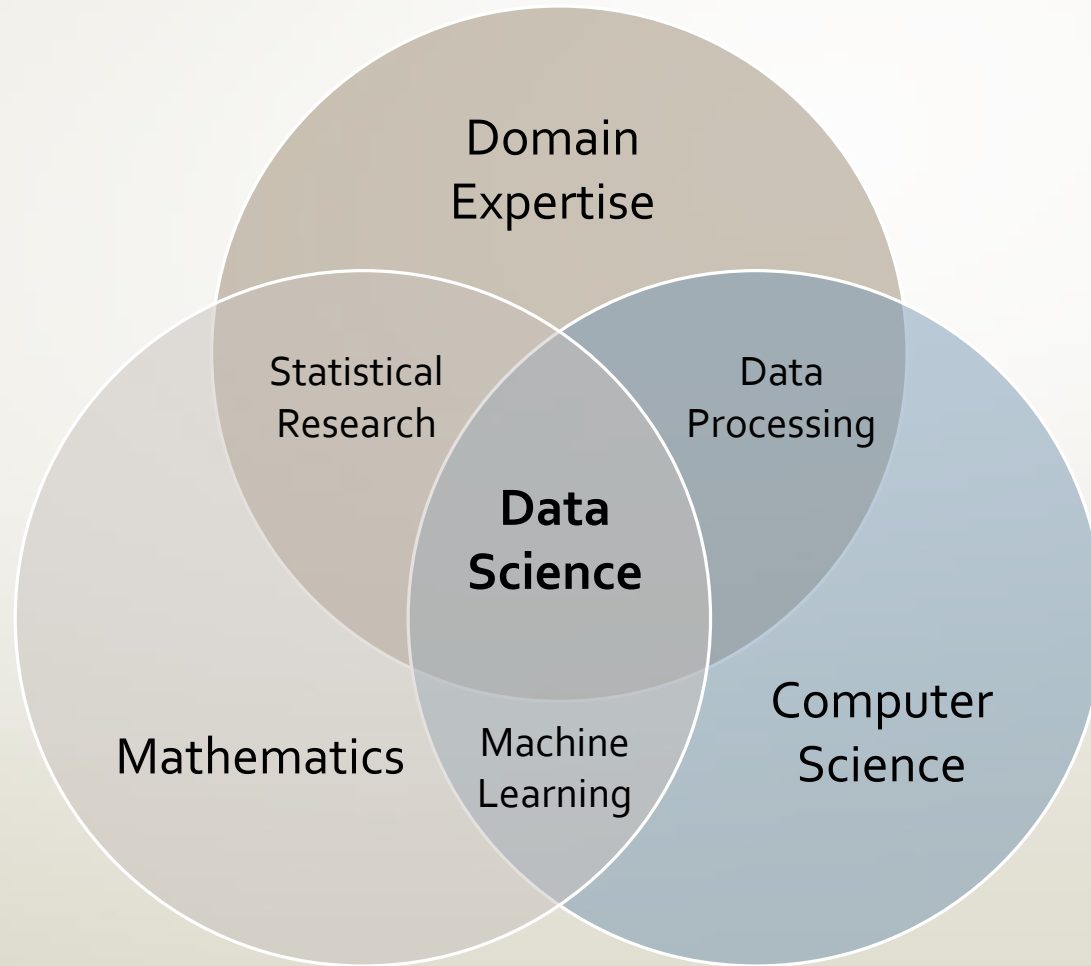 Domain
Expertise
Statistical
Research
Data
Processing
Data
Science
Mathematics
Machine
Learning
Computer
Science